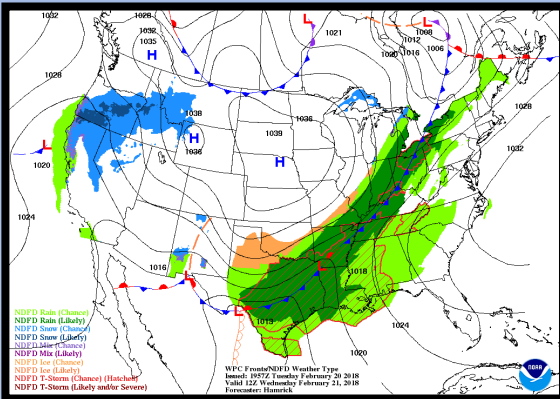 1032
1028
1032
1035
H
L
1021
L
1008
1012
1006
1028
1038
H
1036
1036
1039
H
1028
L
1020
1032
1024
1016
L
L
1018
L
1013
1024
1020
NDFD Rain (Chance)
NDFD Rain (Likely)
NDFD Snow (Chance)
NDFD Snow (Likely)
NDFD Mix (Chance)
NDFD Mix (Likely)
NDFD Ice (Chance)
NDFD Ice (Likely)
NDFD T-Storm (Chance) (Hatched)
NDFD T-Storm (Likely and/or Severe)
WPC Fronts/NDFD Weather Type
Issued: 1957Z Tuesday February 20 2018
Valid 12Z Wednesday February 21, 2018
Forecaster: Hamrick
NOAA